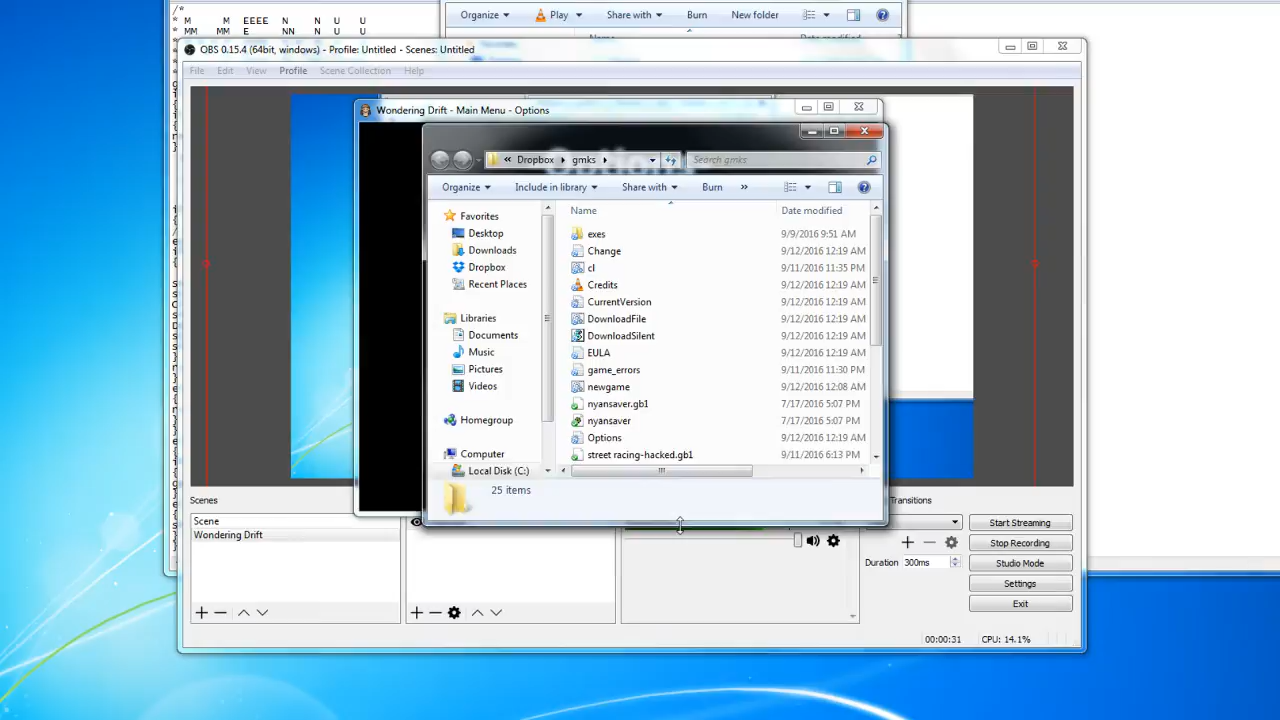 /*
* M M EEEE N N U U
* MM MM E NN N U U
Organize Play Share with Burn New folder
OBS 0.15.4 (64bit, windows) - Profile: Untitled - Scenes: Untitled
File Edit View Profile Scene Collection Help
Wondering Drift - Main Menu - Options
« Dropbox gmks Search gmks
Organize Include in library Share with Burn »
Name Date modified
Favorites
Desktop
Downloads
Dropbox
Recent Places
Libraries
Documents
Music
Pictures
Videos
Homegroup
Computer
Local Disk (C:)
exes 9/9/2016 9:51 AM
Change 9/12/2016 12:19 AM
cl 9/11/2016 11:35 PM
Credits 9/12/2016 12:19 AM
CurrentVersion 9/12/2016 12:19 AM
DownloadFile 9/12/2016 12:19 AM
DownloadSilent 9/12/2016 12:19 AM
EULA 9/12/2016 12:19 AM
game_errors 9/11/2016 11:30 PM
newgame 9/12/2016 12:08 AM
nyansaver.gb1 7/17/2016 5:07 PM
nyansaver 7/17/2016 5:07 PM
Options 9/12/2016 12:19 AM
street racing-hacked.gb1 9/11/2016 6:13 PM
25 items
Scenes
Scene
Wondering Drift
Transitions
Duration 300ms
Start Streaming
Stop Recording
Studio Mode
Settings
Exit
00:00:31 CPU: 14.1%